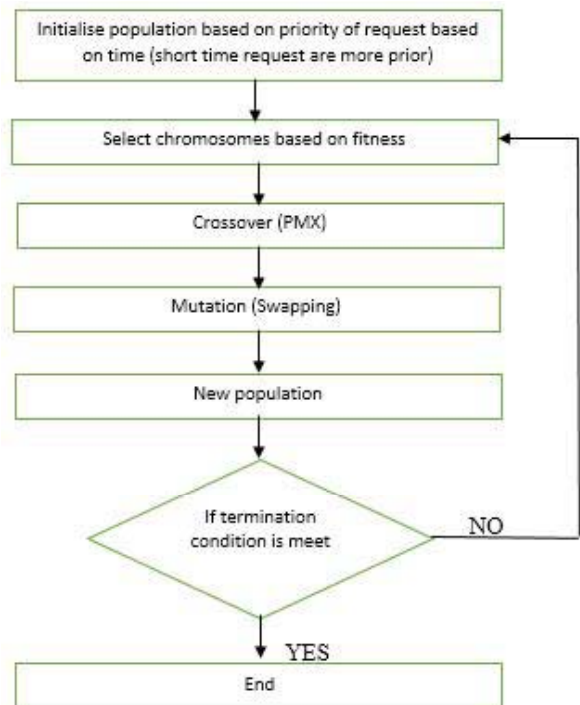 Initialise population based on priority of request based
on time (short time request are more prior)
Select chromosomes based on fitness
Crossover (PMX)
Mutation (Swapping)
New population
If termination
condition is meet
NO
YES
End